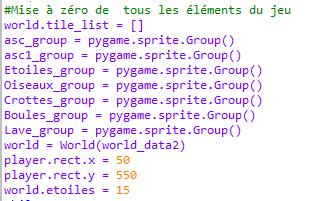 #Mise à zéro de  tous les éléments du jeu
world.tile_list = []
asc_group = pygame.sprite.Group()
asc1_group = pygame.sprite.Group()
Etoiles_group = pygame.sprite.Group()
Oiseaux_group = pygame.sprite.Group()
Crottes_group = pygame.sprite.Group()
Boules_group = pygame.sprite.Group()
Lave_group = pygame.sprite.Group()
world = World(world_data2)
player.rect.x = 50
player.rect.y = 550
world.etoiles = 15